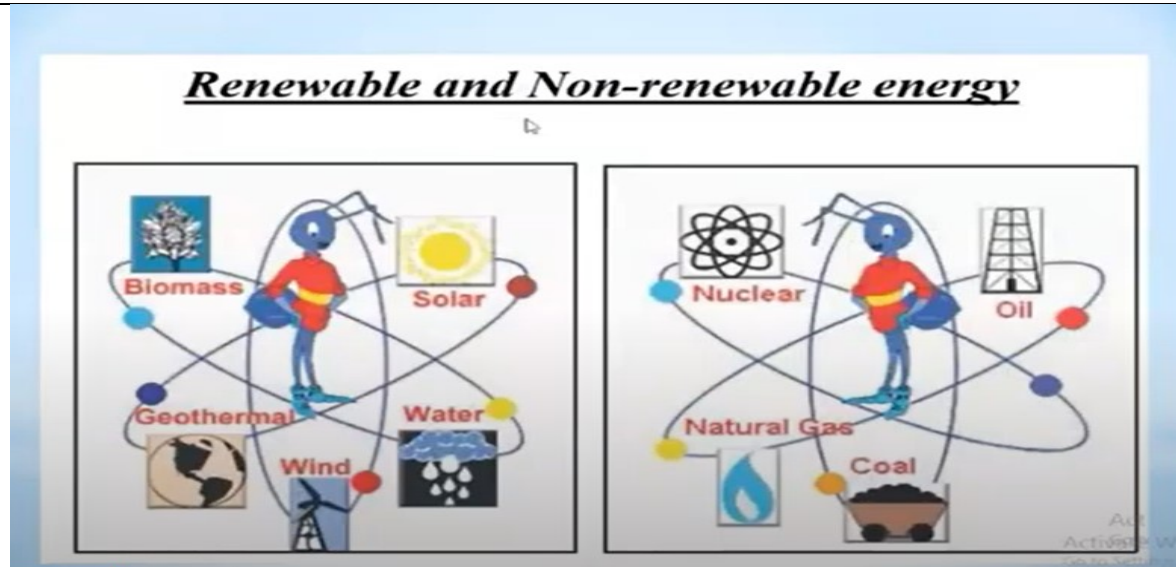 Renewable and Non-renewable energy
Biomass
Solar
Geothermal
Water
Wind
Nuclear
Oil
Natural Gas
Coal